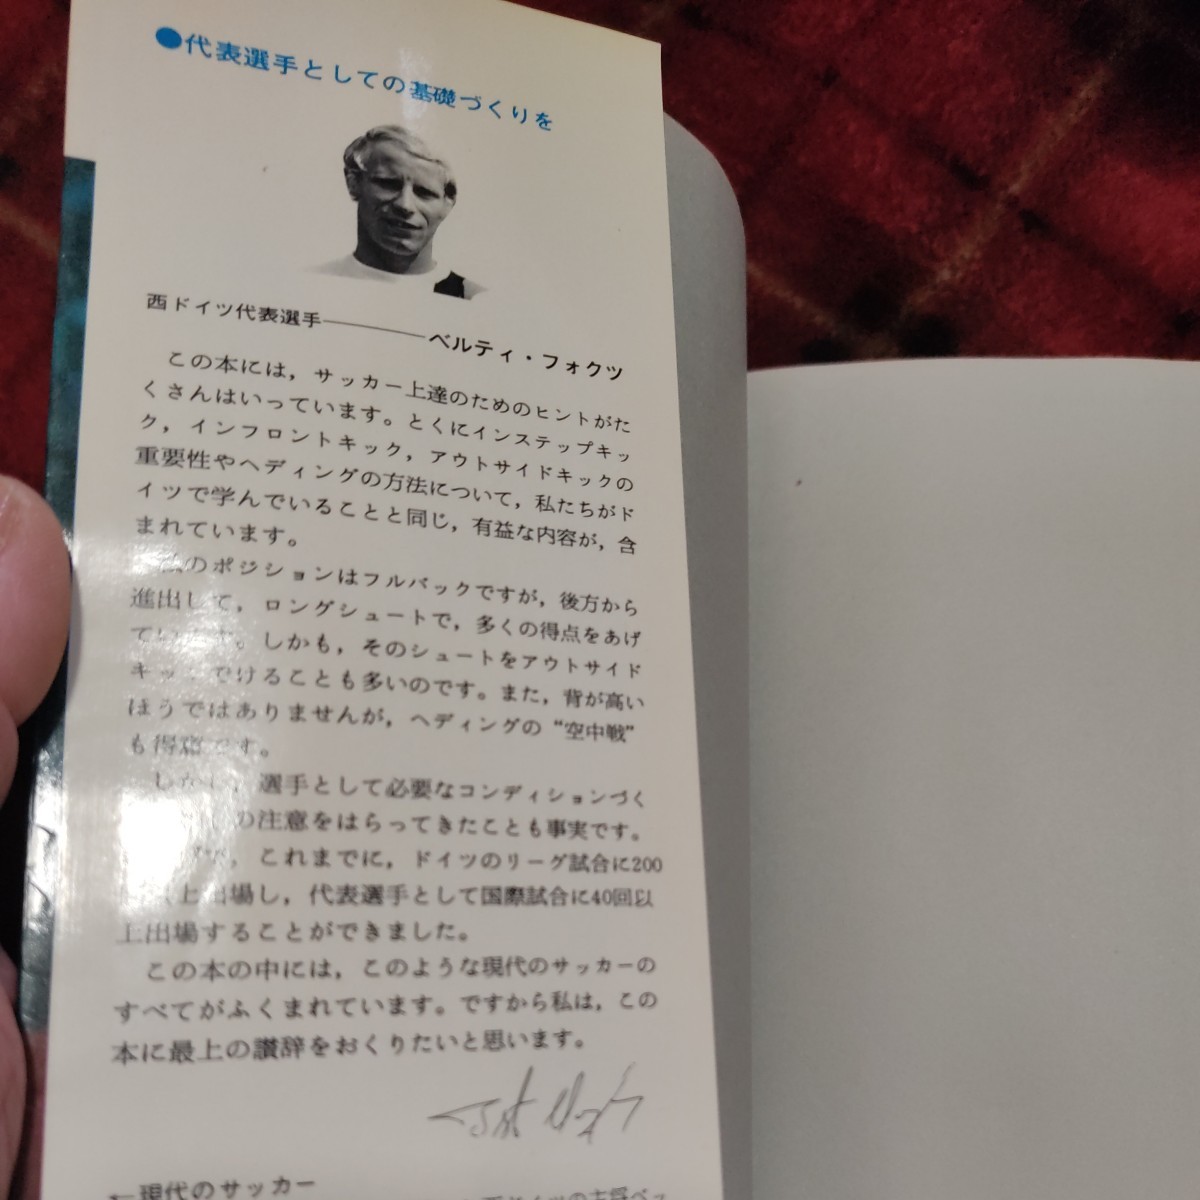 ●代表選手としての基礎づくりを
西ドイツ代表選手――――ベルティ・フォクツ
この本には，サッカー上達のためのヒントがた
くさんはいっています。とくにインステップキッ
ク，インフロントキック，アウトサイドキックの
重要性やヘディングの方法について，私たちがド
イツで学んでいることと同じ，有益な内容が，含
まれています。
のポジションはフルバックですが，後方から
進出して，ロングシュートで，多くの得点をあげ
ています。しかも，そのシュートをアウトサイド
キックでけることも多いのです。また，背が高い
ほうではありませんが，ヘディングの“空中戦”
も得意です。
しかし，選手として必要なコンディションづく
の注意をはらってきたことも事実です。
これまでに，ドイツのリーグ試合に200
上出場し，代表選手として国際試合に40回以
上出場することができました。
この本の中には，このような現代のサッカーの
すべてがふくまれています。ですから私は，この
本に最上の讃辞をおくりたいと思います。
←現代のサッカー